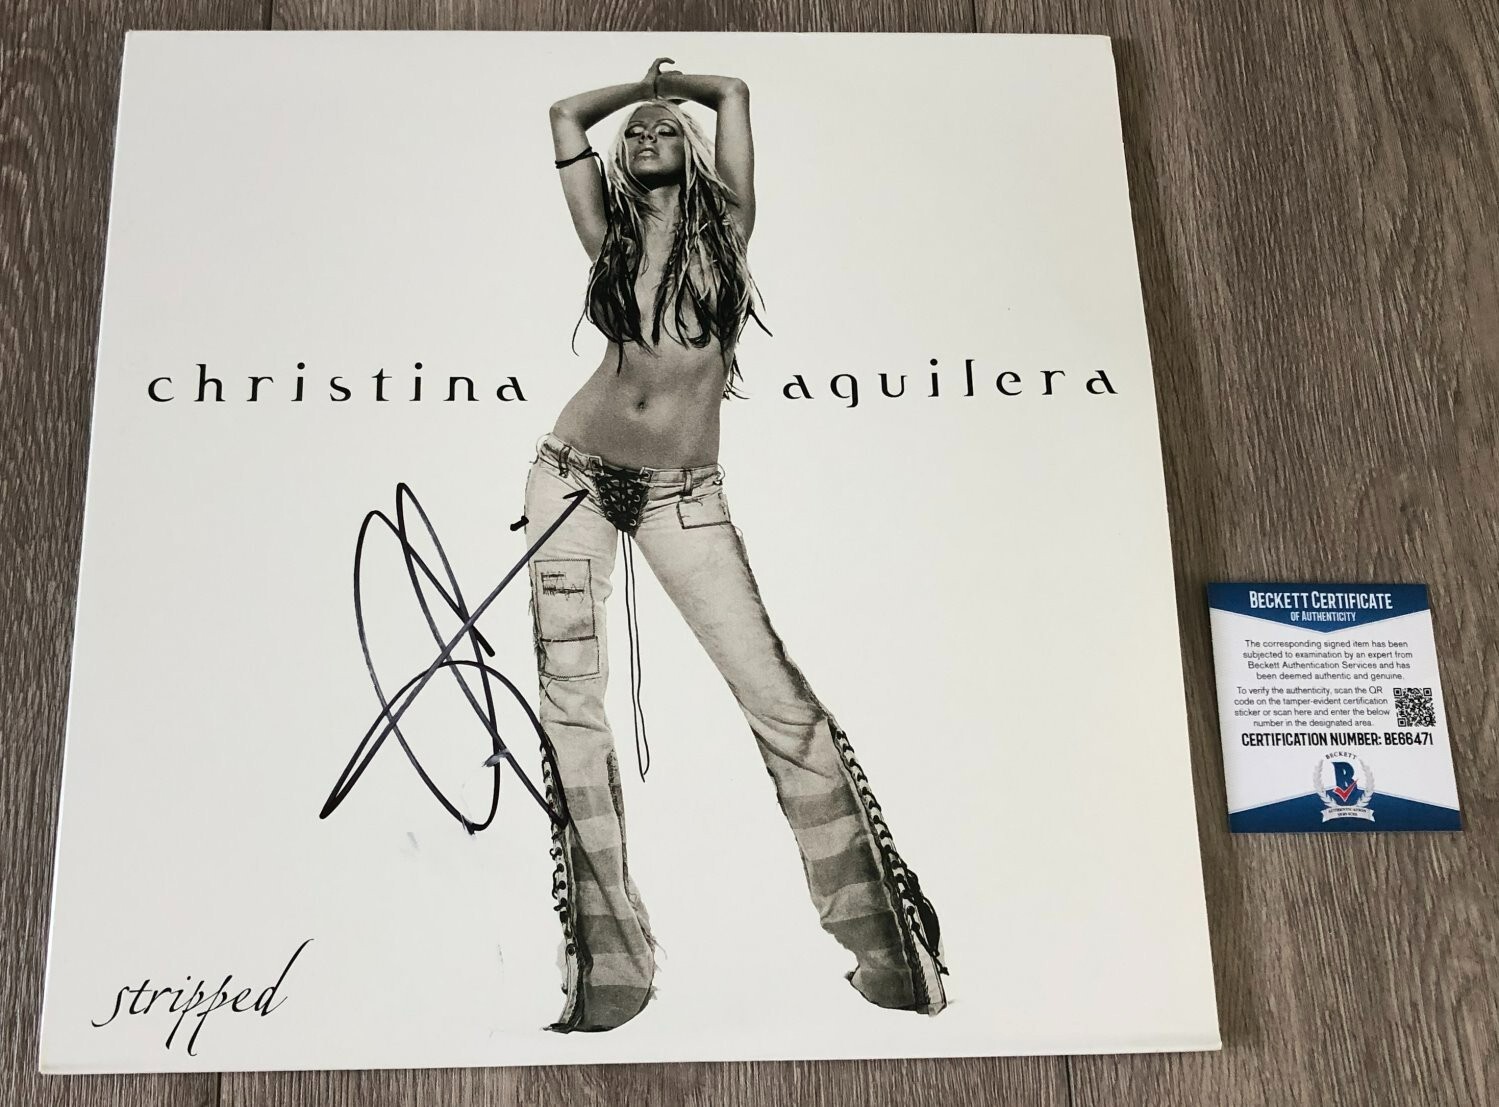 christina aguilera
stripped
BECKETT CERTIFICATE
OF AUTHENTICITY
The corresponding signed item has been
subjected to examination by an expert from
Beckett Authentication Services and has
been deemed authentic and genuine.
To verify the authenticity, scan the QR
code on the tamper-evident certification
sticker or scan here and enter the below
number in the designated area.
CERTIFICATION NUMBER: BE66471
BECKETT
B
AUTHENTICATION
SERVICES